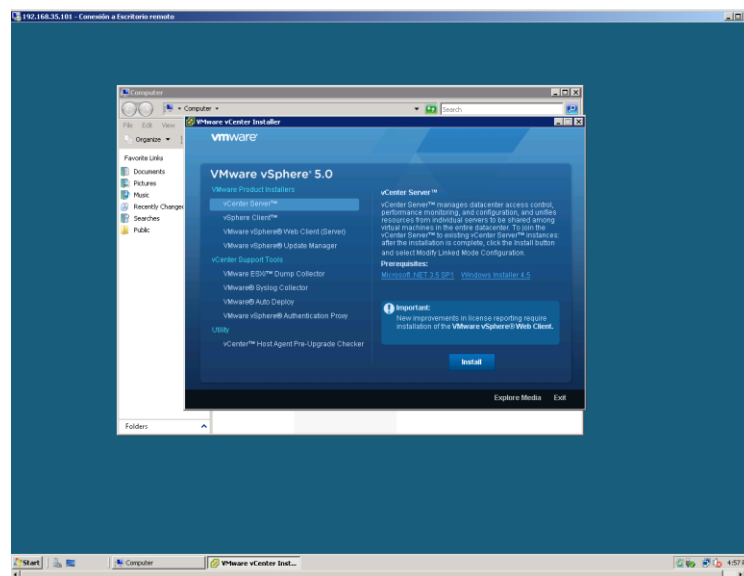 192.168.35.101 - Conexión a Escritorio remoto
Computer
Computer
Search
File Edit View
VMware vCenter Installer
Organize
vmware
Favorite Links
Documents
Pictures
Music
Recently Changed
Searches
Public
Folders
VMware vSphere® 5.0
VMware Product Installers
vCenter Server™
vSphere Client™
VMware vSphere® Web Client (Server)
VMware vSphere® Update Manager
vCenter Support Tools
VMware ESXi™ Dump Collector
VMware® Syslog Collector
VMware® Auto Deploy
VMware vSphere® Authentication Proxy
Utility
vCenter™ Host Agent Pre-Upgrade Checker
vCenter Server™
vCenter Server™ manages datacenter access control,
performance monitoring, and configuration, and unifies
resources from individual servers to be shared among
virtual machines in the entire datacenter. To join the
vCenter Server™ to existing vCenter Server™ instances:
after the installation is complete, click the Install button
and select Modify Linked Mode Configuration.
Prerequisites:
Microsoft .NET 3.5 SP1 Windows Installer 4.5
Important:
New improvements in license reporting require
installation of the VMware vSphere® Web Client.
Install
Explore Media Exit
Start
Computer
VMware vCenter Inst...
4:57